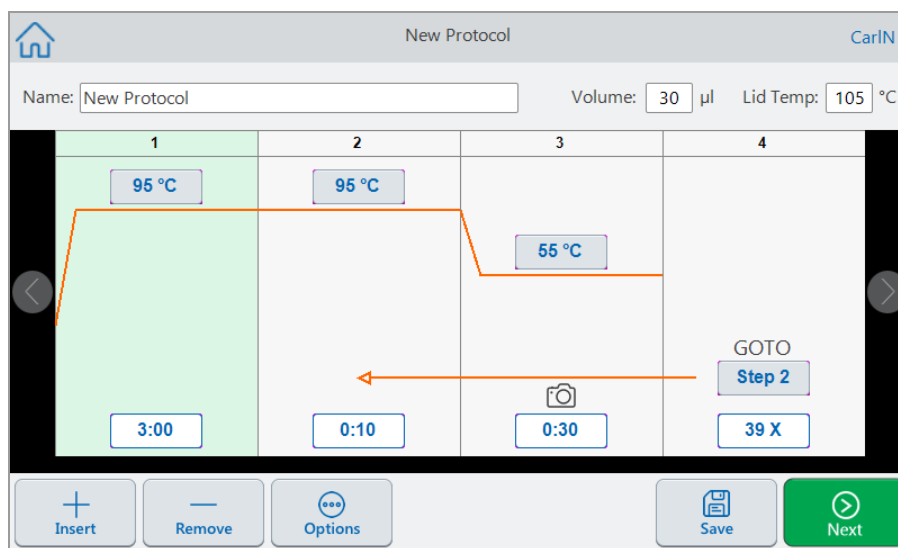 New Protocol
CarlN
Name: New Protocol Volume: 30 µl Lid Temp: 105 °C
1 2 3 4
95 °C 95 °C
55 °C
GOTO
Step 2
3:00 0:10 0:30 39 X
Insert Remove Options Save Next